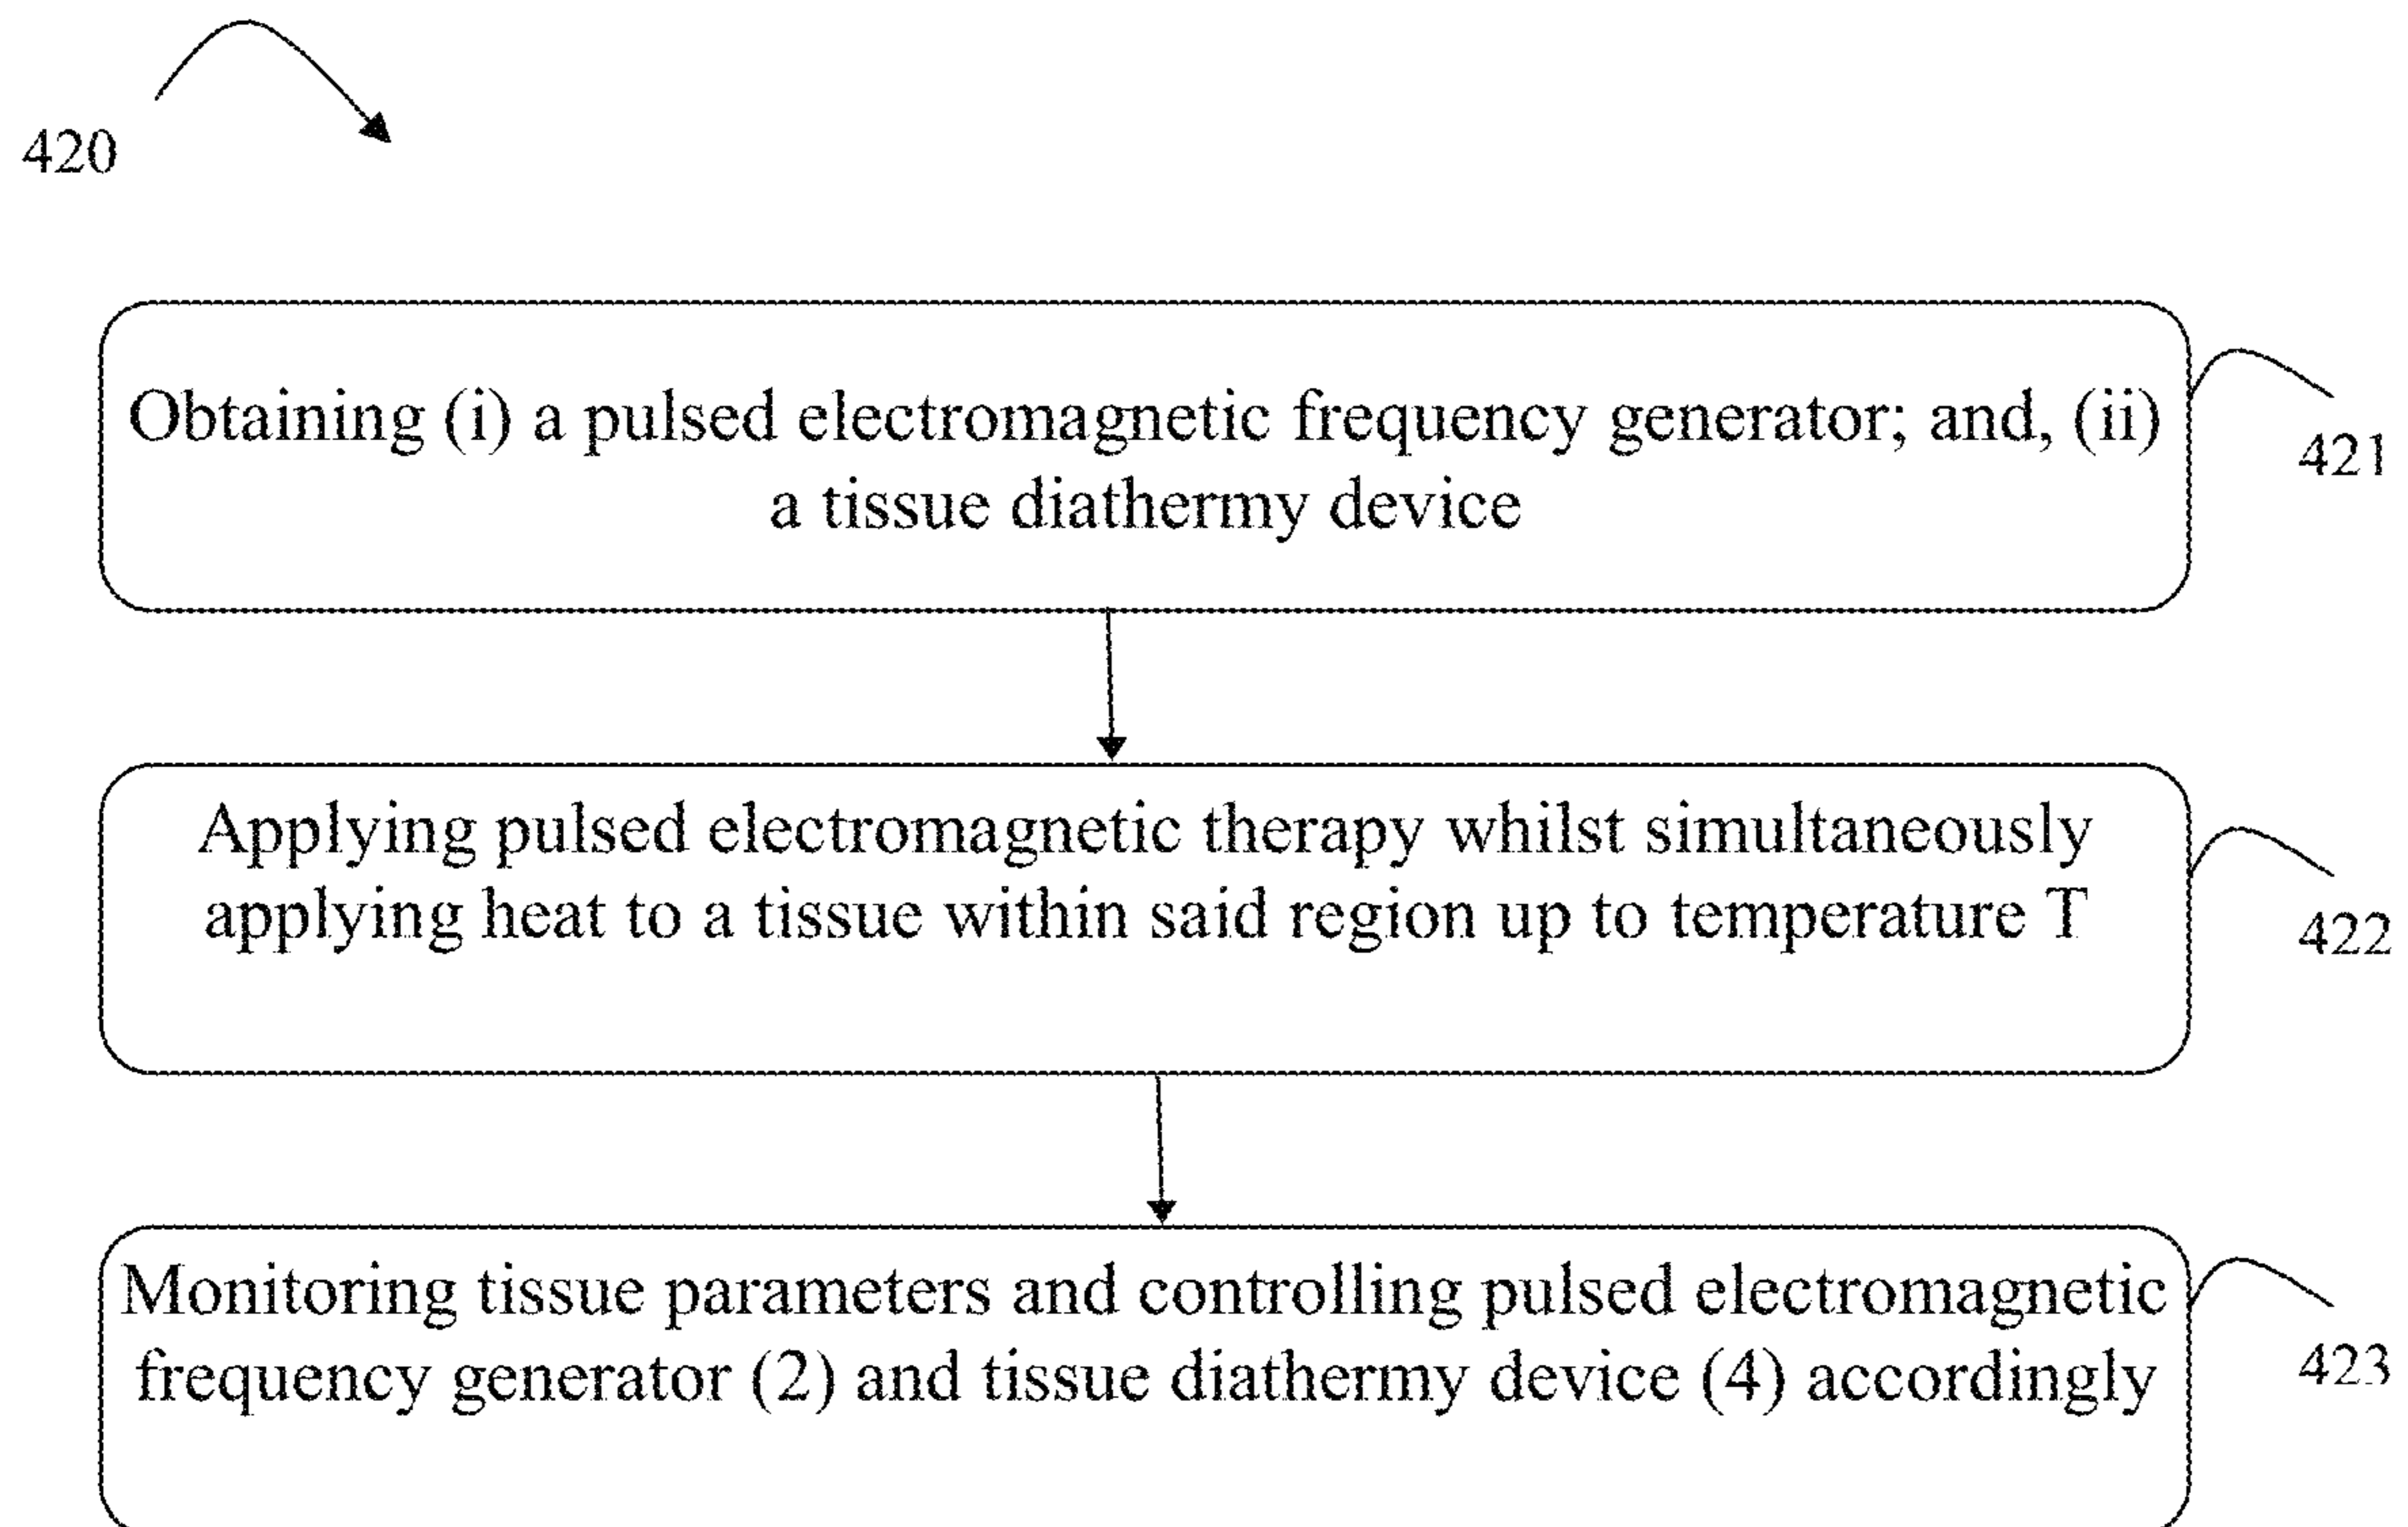 420
Obtaining (i) a pulsed electromagnetic frequency generator; and, (ii)
a tissue diathermy device
421
Applying pulsed electromagnetic therapy whilst simultaneously
applying heat to a tissue within said region up to temperature T
422
Monitoring tissue parameters and controlling pulsed electromagnetic
frequency generator (2) and tissue diathermy device (4) accordingly
423